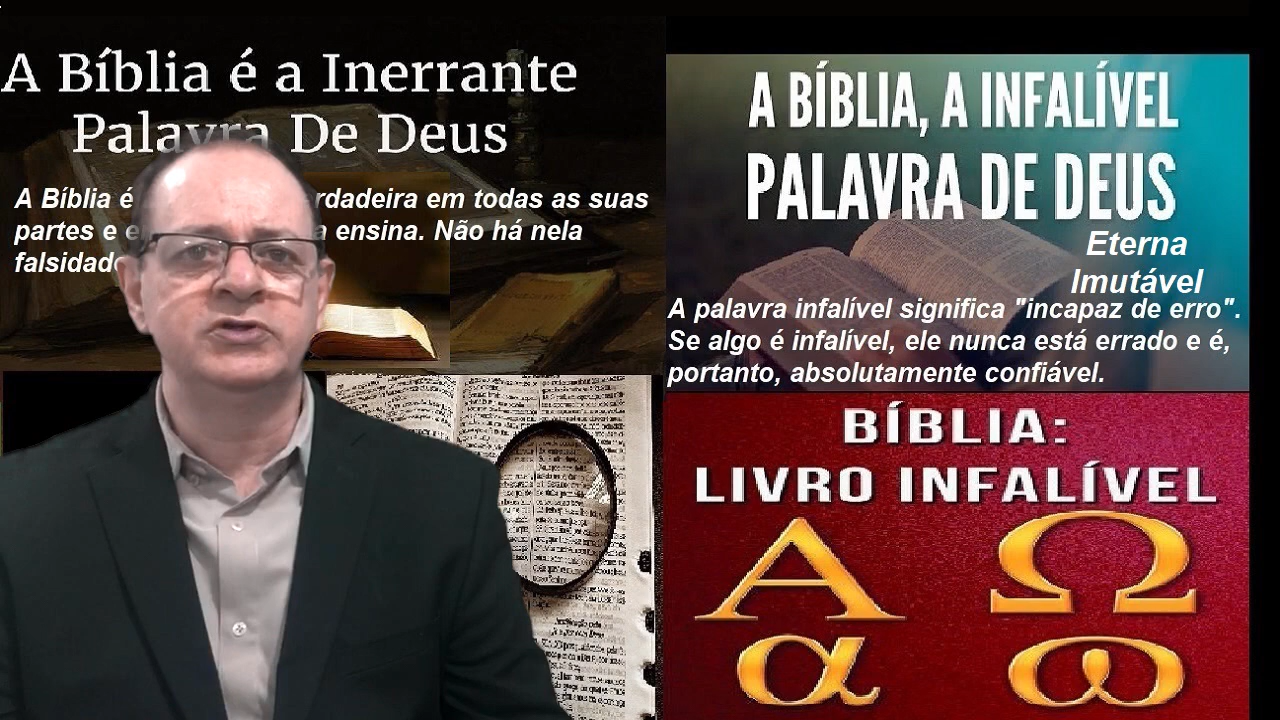 A Bíblia é a Inerrante
Palavra De Deus
A Bíblia é rdadeira em todas as suas
partes e e a ensina. Não há nela
falsidad
A BÍBLIA, A INFALÍVEL
PALAVRA DE DEUS
Eterna
Imutável
A palavra infalível significa "incapaz de erro".
Se algo é infalível, ele nunca está errado e é,
portanto, absolutamente confiável.
BÍBLIA:
LIVRO INFALÍVEL
Α Ω
α ω